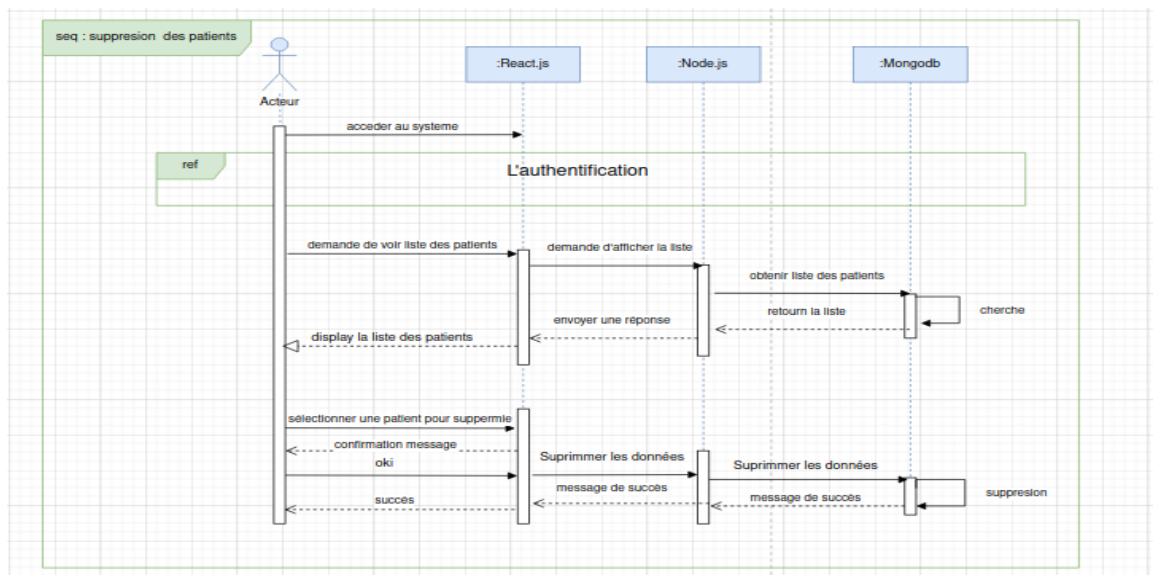 seq : suppresion des patients
:React.js
:Node.js
:Mongodb
Acteur
acceder au systeme
ref
L'authentification
demande de voir liste des patients
demande d'afficher la liste
obtenir liste des patients
cherche
retourn la liste
envoyer une réponse
display la liste des patients
sélectionner une patient pour suppermie
confirmation message
oki
Suprimmer les données
Suprimmer les données
suppresion
message de succès
message de succès
succès